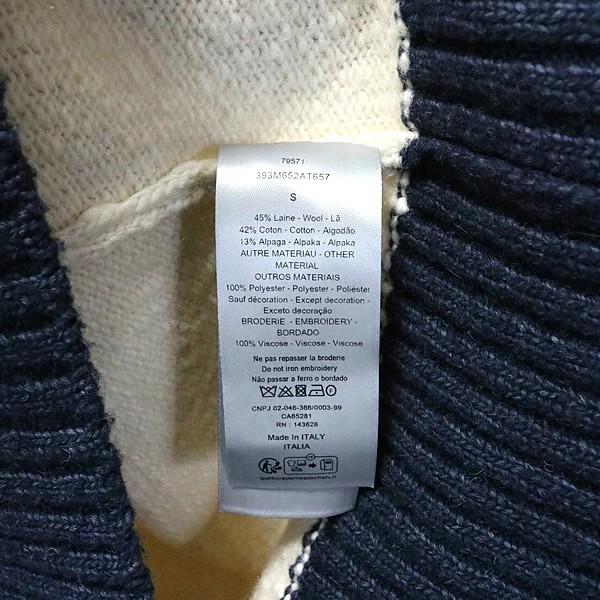 79571
393M652AT657
S
45% Laine - Wool - Lã
42% Coton - Cotton - Algodão
13% Alpaga - Alpaka - Alpaka
AUTRE MATERIAU - OTHER
MATERIAL
OUTROS MATERIAIS
100% Polyester - Polyester - Poliéster
Sauf décoration - Except decoration -
Exceto decoração
BRODERIE - EMBROIDERY -
BORDADO
100% Viscose - Viscose - Viscose
Ne pas repasser la broderie
Do not iron embroidery
Não passar a ferro o bordado
CNPJ 02-046-366/0003-99
CA65281
RN : 143628
Made In ITALY
ITALIA